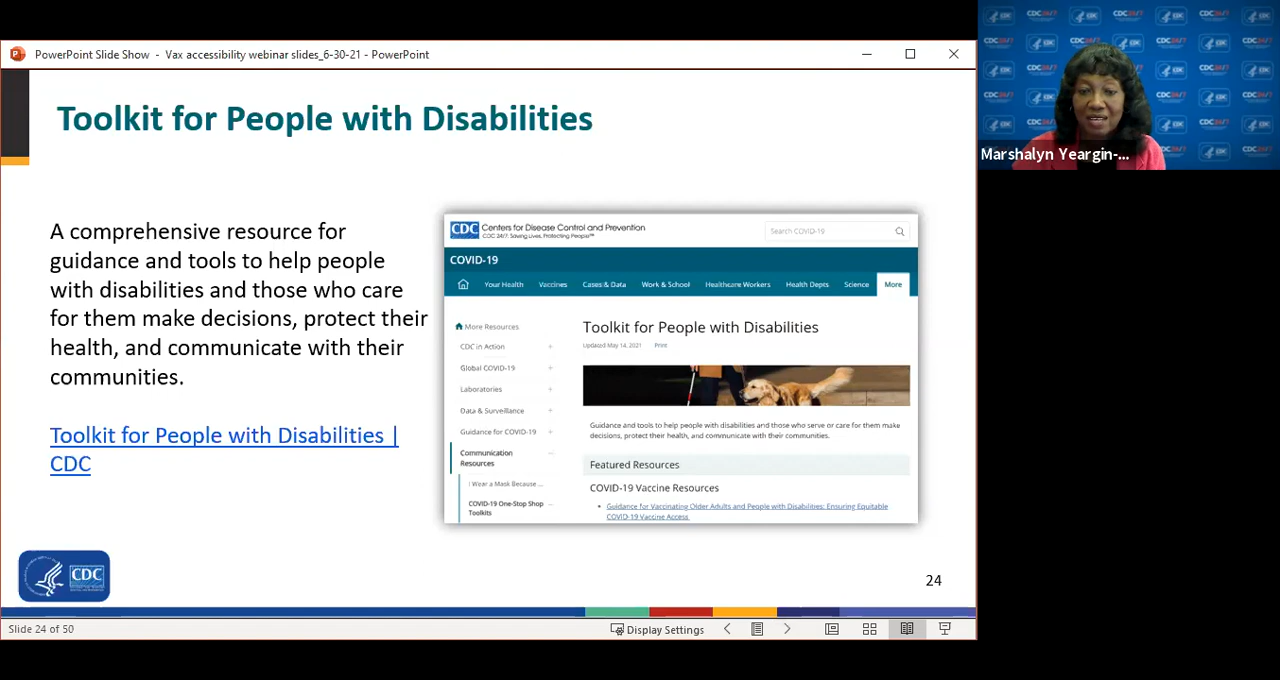 PowerPoint Slide Show - Vax accessibility webinar slides_6-30-21 - PowerPoint
Toolkit for People with Disabilities
A comprehensive resource for
guidance and tools to help people
with disabilities and those who care
for them make decisions, protect their
health, and communicate with their
communities.
Toolkit for People with Disabilities |
CDC
CDC
Centers for Disease Control and Prevention
CDC 24/7: Saving Lives, Protecting People™
Search COVID-19
COVID-19
Your Health Vaccines Cases & Data Work & School Healthcare Workers Health Depts Science More
More Resources
CDC in Action
Global COVID-19
Laboratories
Data & Surveillance
Guidance for COVID-19
Communication
Resources
I Wear a Mask Because ...
COVID-19 One-Stop Shop
Toolkits
Toolkit for People with Disabilities
Updated May 14, 2021 Print
Guidance and tools to help people with disabilities and those who serve or care for them make
decisions, protect their health, and communicate with their communities.
Featured Resources
COVID-19 Vaccine Resources
Guidance for Vaccinating Older Adults and People with Disabilities: Ensuring Equitable
COVID-19 Vaccine Access
CDC
24
Slide 24 of 50
Display Settings
Marshalyn Yeargin-...